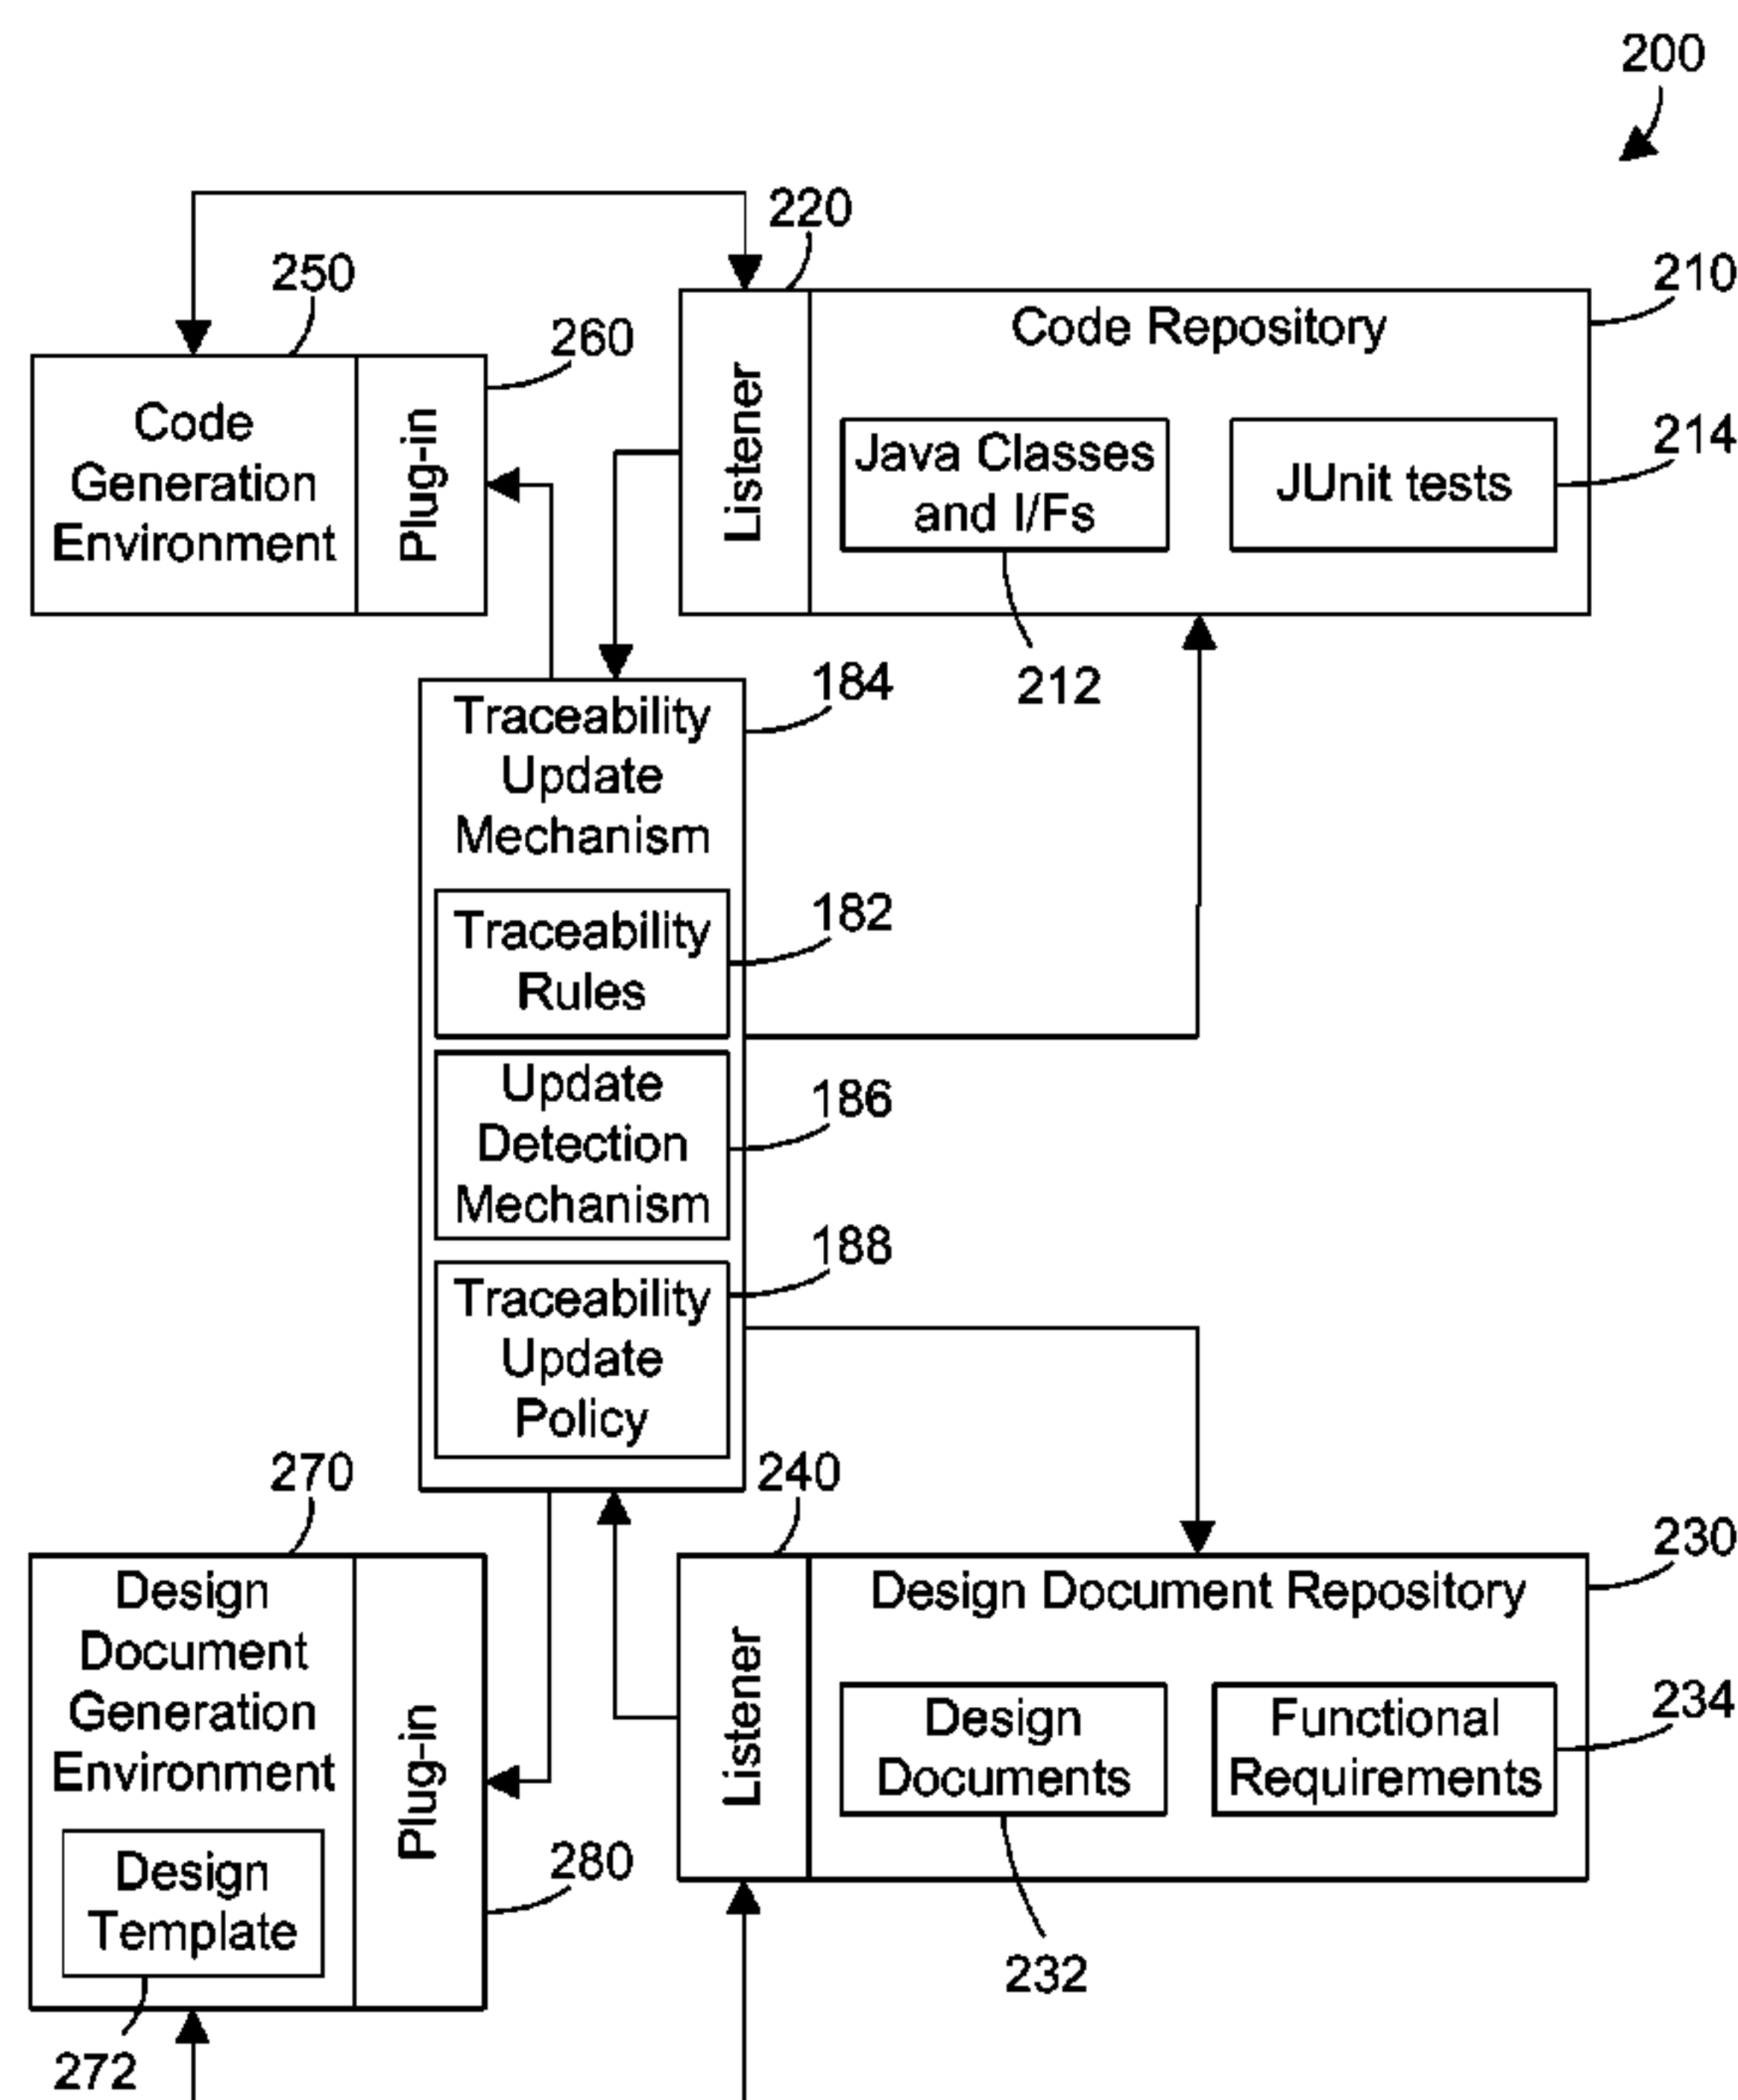 200
220
250
260
210
Code Repository
Listener
Code
Generation
Environment
Plug-in
Java Classes
and I/Fs
JUnit tests
214
212
184
Traceability
Update
Mechanism
182
Traceability
Rules
186
Update
Detection
Mechanism
188
Traceability
Update
Policy
270
240
230
Design
Document
Generation
Environment
Plug-in
Design
Template
280
272
Listener
Design Document Repository
Design
Documents
Functional
Requirements
234
232